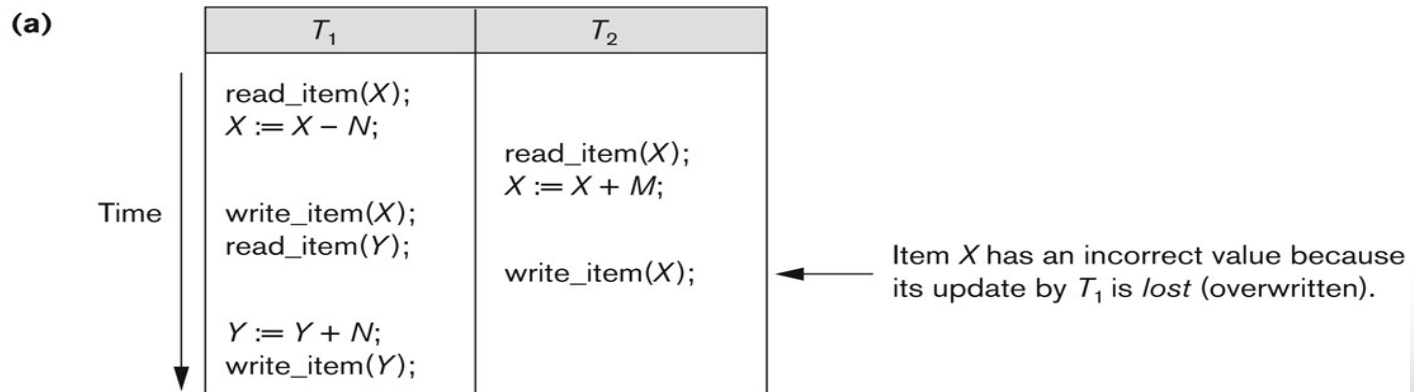 (a)
T1 T2
read_item(X);
X := X – N;
read_item(X);
X := X + M;
Time
write_item(X);
read_item(Y);
write_item(X);
Item X has an incorrect value because
its update by T1 is lost (overwritten).
Y := Y + N;
write_item(Y);